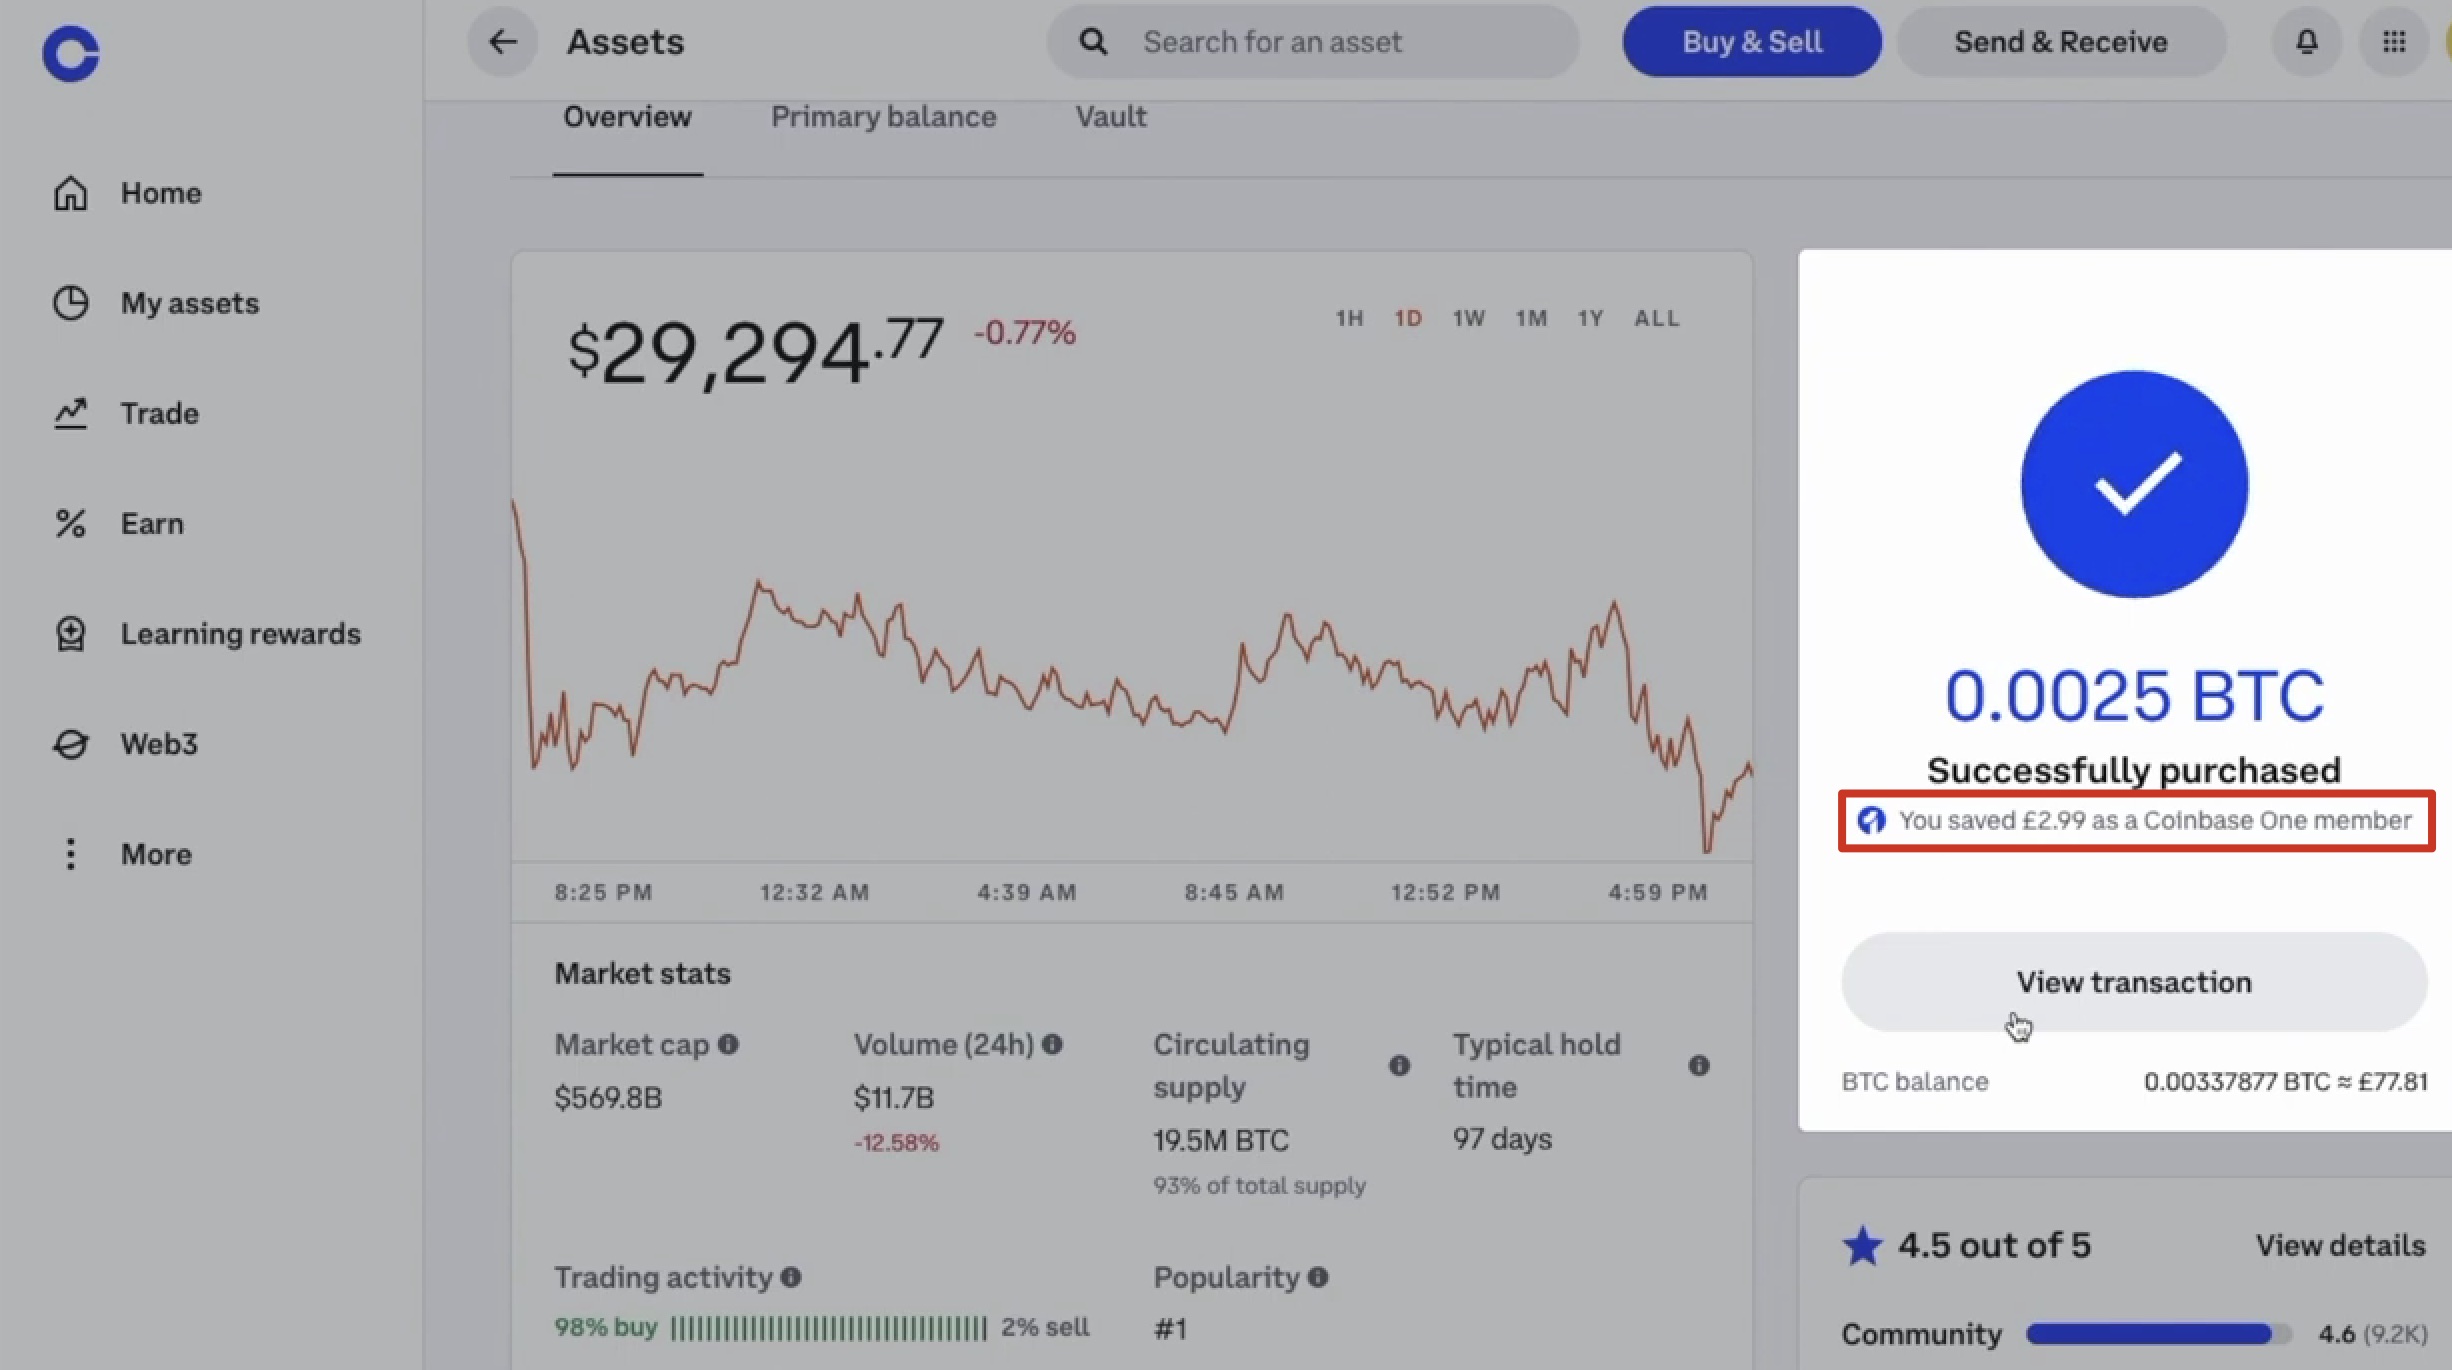 Assets
Search for an asset
Buy & Sell
Send & Receive
Overview
Primary balance
Vault
Home
My assets
Trade
Earn
Learning rewards
Web3
More
$29,294.77
-0.77%
1H 1D 1W 1M 1Y ALL
8:25 PM 12:32 AM 4:39 AM 8:45 AM 12:52 PM 4:59 PM
Market stats
Market cap
$569.8B
Volume (24h)
$11.7B
-12.58%
Circulating
supply
19.5M BTC
93% of total supply
Typical hold
time
97 days
Trading activity
98% buy
2% sell
Popularity
#1
0.0025 BTC
Successfully purchased
You saved £2.99 as a Coinbase One member
View transaction
BTC balance
0.00337877 BTC ≈ £77.81
4.5 out of 5
View details
Community
4.6 (9.2K)